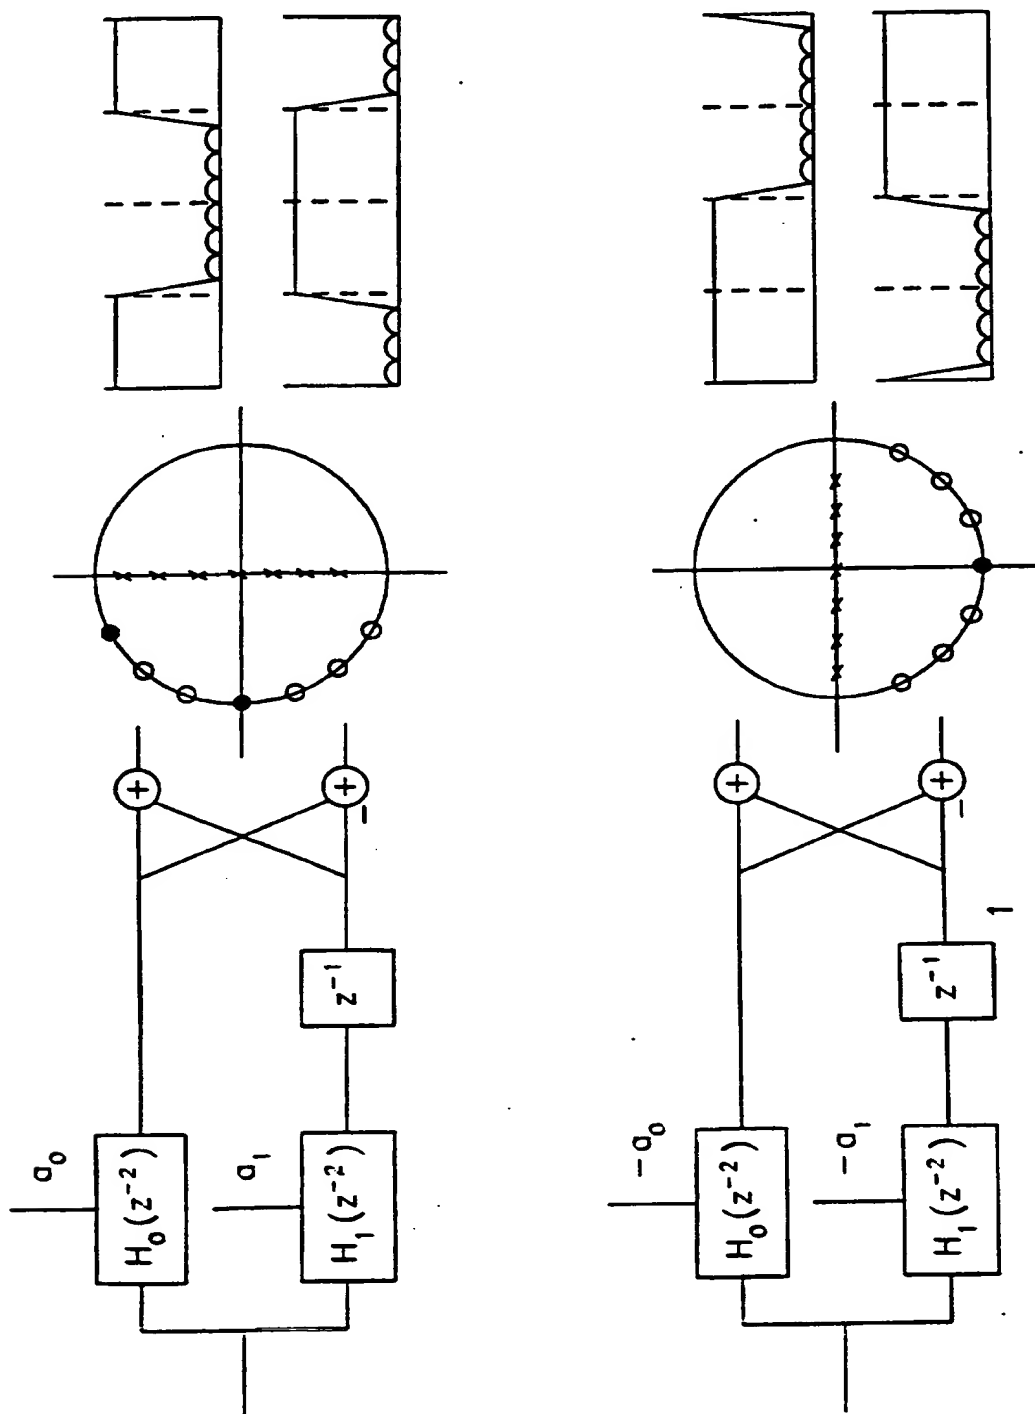 a₀
H₀(z⁻²)
a₁
H₁(z⁻²)
z⁻¹
+
+
−
−a₀
H₀(z⁻²)
−a₁
H₁(z⁻²)
z⁻¹
1
+
+
−